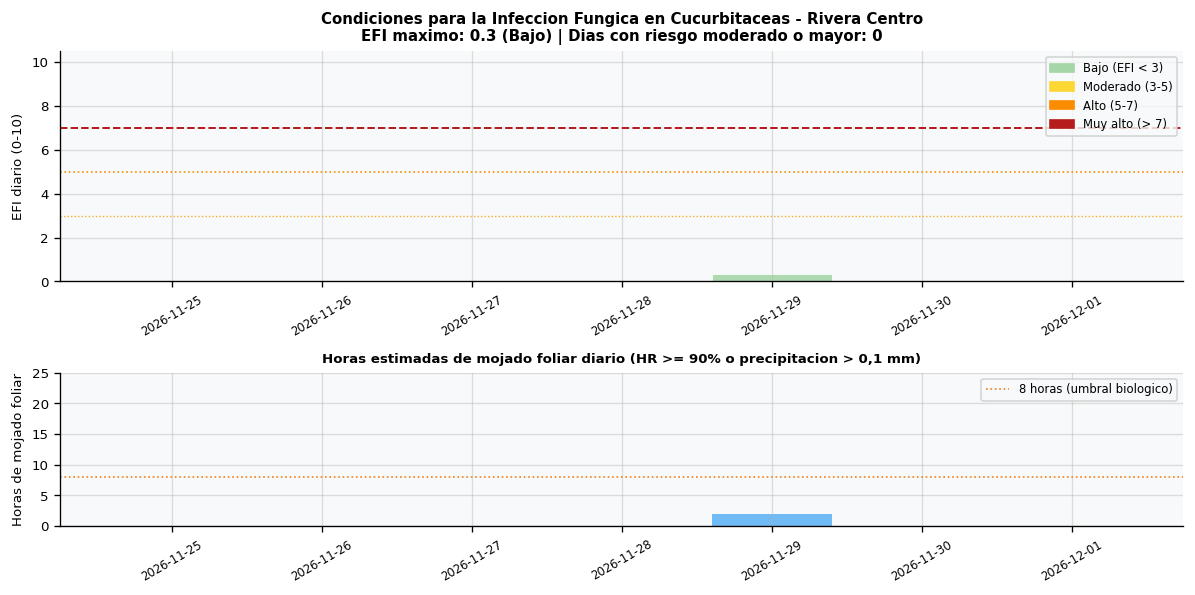 Condiciones para la Infeccion Fungica en Cucurbitaceas - Rivera Centro
EFI maximo: 0.3 (Bajo) | Dias con riesgo moderado o mayor: 0
EFI diario (0-10)
10
8
6
4
2
0
Bajo (EFI < 3)
Moderado (3-5)
Alto (5-7)
Muy alto (> 7)
2026-11-25
2026-11-26
2026-11-27
2026-11-28
2026-11-29
2026-11-30
2026-12-01
Horas estimadas de mojado foliar diario (HR >= 90% o precipitacion > 0,1 mm)
Horas de mojado foliar
25
20
15
10
5
0
8 horas (umbral biologico)
2026-11-25
2026-11-26
2026-11-27
2026-11-28
2026-11-29
2026-11-30
2026-12-01